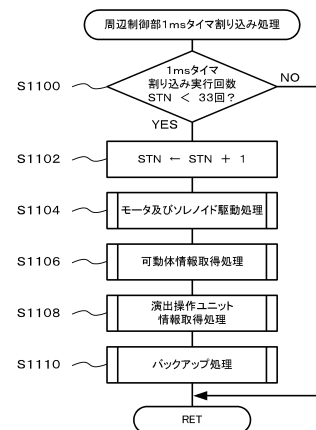 周辺制御部1msタイマ割り込み処理
1msタイマ
割り込み実行回数
STN ＜ 33回？
NO
S1100
YES
S1102
STN ← STN ＋ 1
S1104
モータ及びソレノイド駆動処理
S1106
可動体情報取得処理
S1108
演出操作ユニット
情報取得処理
S1110
バックアップ処理
RET